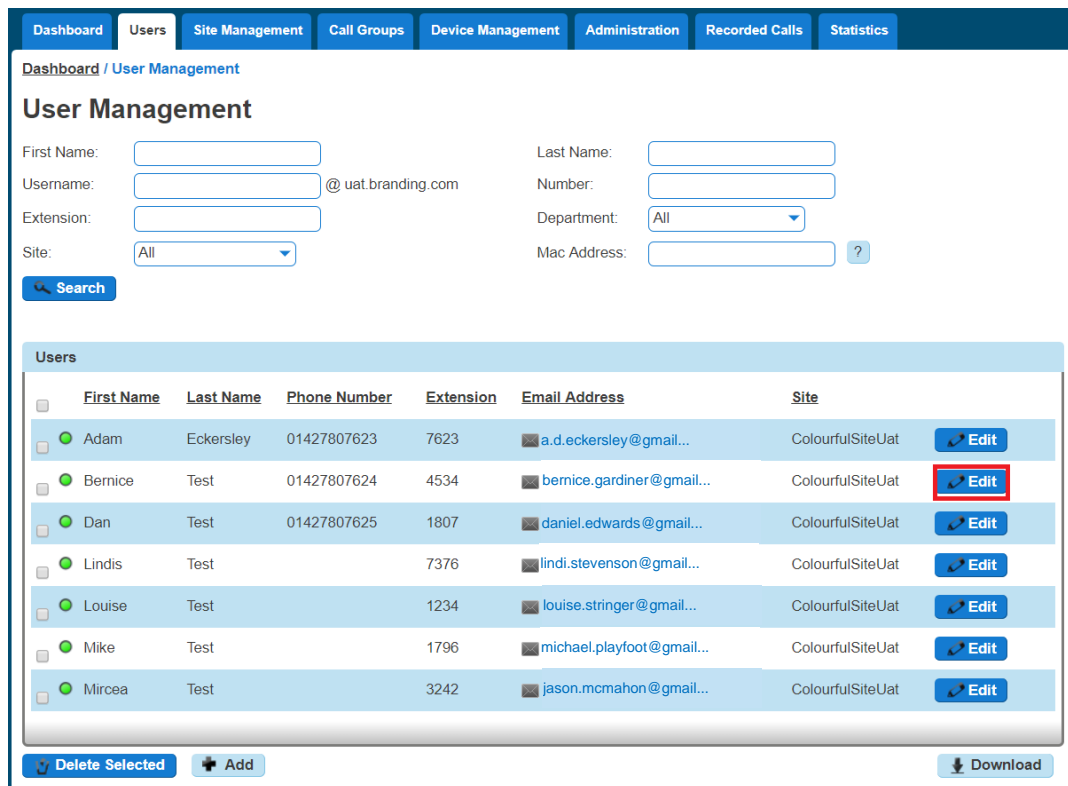 Dashboard Users Site Management Call Groups Device Management Administration Recorded Calls Statistics
Dashboard / User Management
User Management
First Name: Last Name:
Username: @ uat.branding.com Number:
Extension: Department: All
Site: All Mac Address: ?
Search
Users
First Name Last Name Phone Number Extension Email Address Site
Adam Eckersley 01427807623 7623 a.d.eckersley@gmail... ColourfulSiteUat Edit
Bernice Test 01427807624 4534 bernice.gardiner@gmail... ColourfulSiteUat Edit
Dan Test 01427807625 1807 daniel.edwards@gmail... ColourfulSiteUat Edit
Lindis Test 7376 lindi.stevenson@gmail... ColourfulSiteUat Edit
Louise Test 1234 louise.stringer@gmail... ColourfulSiteUat Edit
Mike Test 1796 michael.playfoot@gmail... ColourfulSiteUat Edit
Mircea Test 3242 jason.mcmahon@gmail... ColourfulSiteUat Edit
Delete Selected Add Download